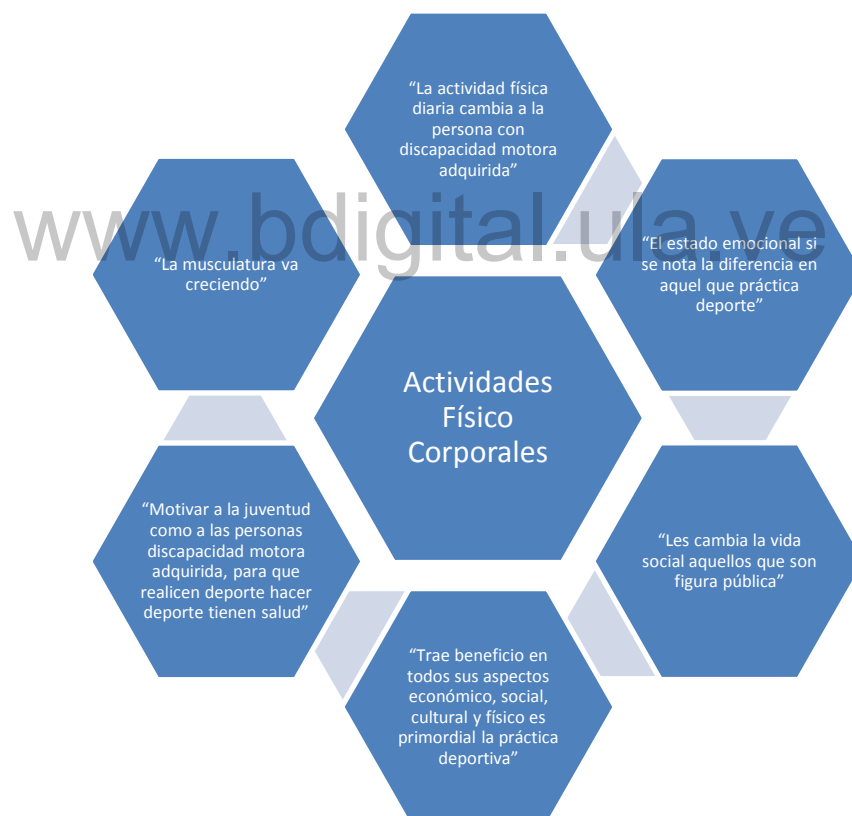 “La actividad física
diaria cambia a la
persona con
discapacidad motora
adquirida”
www.bdigital.ula.ve
“El estado emocional si
se nota la diferencia en
aquel que práctica
deporte”
“La musculatura va
creciendo”
Actividades
Físico
Corporales
“Motivar a la juventud
como a las personas
discapacidad motora
adquirida, para que
realicen deporte hacer
deporte tienen salud”
“Les cambia la vida
social aquellos que son
figura pública”
“Trae beneficio en
todos sus aspectos
económico, social,
cultural y físico es
primordial la práctica
deportiva”